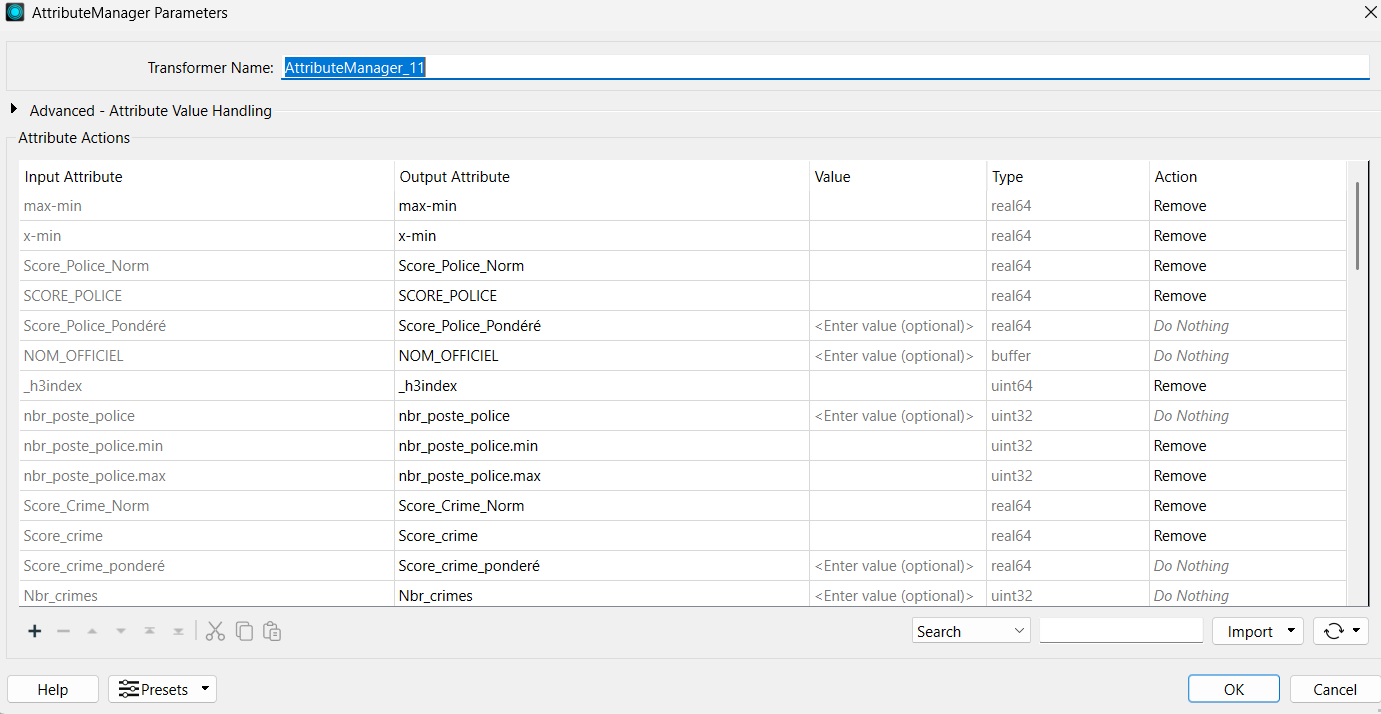 AttributeManager Parameters
Transformer Name: AttributeManager_11
Advanced - Attribute Value Handling
Attribute Actions
Input Attribute Output Attribute Value Type Action
max-min max-min real64 Remove
x-min x-min real64 Remove
Score_Police_Norm Score_Police_Norm real64 Remove
SCORE_POLICE SCORE_POLICE real64 Remove
Score_Police_Pondéré Score_Police_Pondéré <Enter value (optional)> real64 Do Nothing
NOM_OFFICIEL NOM_OFFICIEL <Enter value (optional)> buffer Do Nothing
_h3index _h3index uint64 Remove
nbr_poste_police nbr_poste_police <Enter value (optional)> uint32 Do Nothing
nbr_poste_police.min nbr_poste_police.min uint32 Remove
nbr_poste_police.max nbr_poste_police.max uint32 Remove
Score_Crime_Norm Score_Crime_Norm real64 Remove
Score_crime Score_crime real64 Remove
Score_crime_ponderé Score_crime_ponderé <Enter value (optional)> real64 Do Nothing
Nbr_crimes Nbr_crimes <Enter value (optional)> uint32 Do Nothing
Search Import
Help Presets OK Cancel